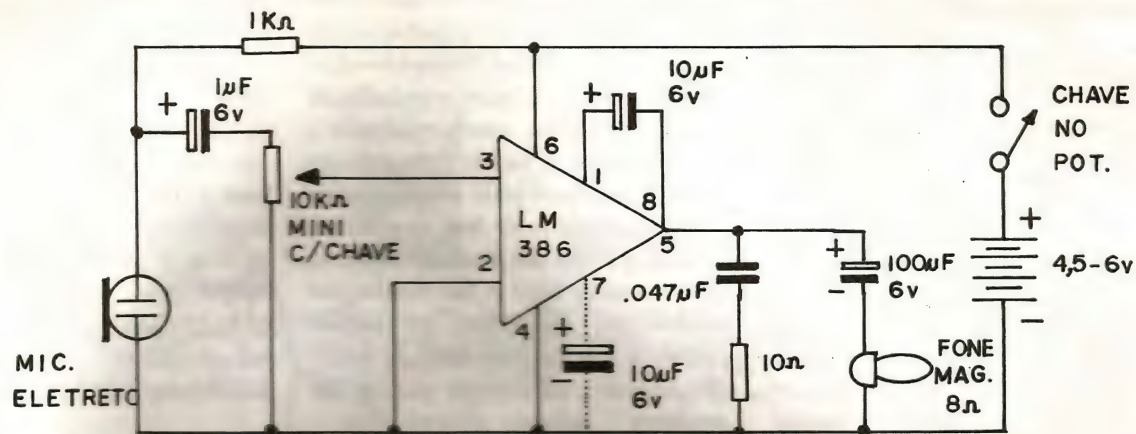 1KΩ
+
1µF
6v
10KΩ
MINI
C/CHAVE
MIC.
ELETRETO
3
2
6
1
8
5
7
4
LM
386
+
10µF
6v
+
-
10µF
6v
.047µF
10Ω
+
-
100µF
6v
FONE
MAG.
8Ω
CHAVE
NO
POT.
+
4,5-6v
-